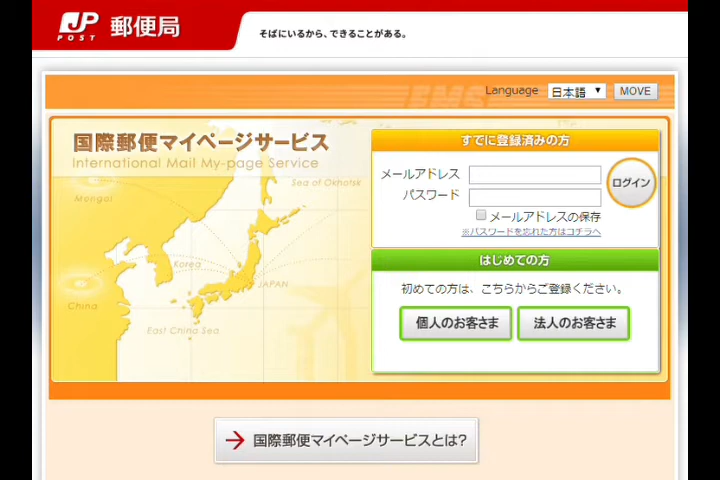 JP
POST
郵便局
そばにいるから、できることがある。
EMS
Language 日本語 MOVE
国際郵便マイページサービス
International Mail My-page Service
Mongol
Sea of Okhotsk
Korea
JAPAN
China
East China Sea
すでに登録済みの方
メールアドレス
パスワード
ログイン
メールアドレスの保存
※パスワードを忘れた方はコチラへ
はじめての方
初めての方は、こちらからご登録ください。
個人のお客さま 法人のお客さま
国際郵便マイページサービスとは?